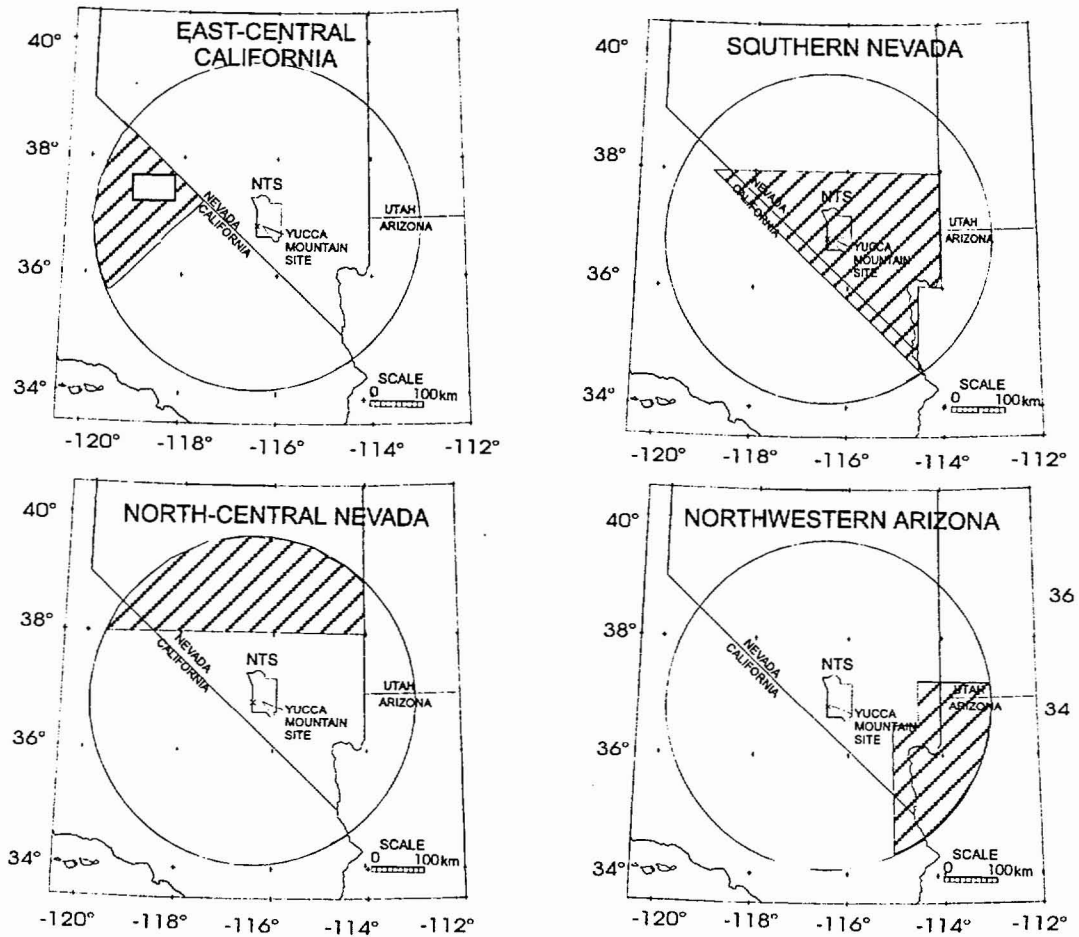 EAST-CENTRAL
CALIFORNIA
40°
38°
36°
34°
NTS
NEVADA
CALIFORNIA
UTAH
ARIZONA
YUCCA
MOUNTAIN
SITE
SCALE
0 100km
-120° -118° -116° -114° -112°
SOUTHERN NEVADA
40°
38°
36°
34°
NTS
NEVADA
CALIFORNIA
UTAH
ARIZONA
YUCCA
MOUNTAIN
SITE
SCALE
0 100km
-120° -118° -116° -114° -112°
NORTH-CENTRAL NEVADA
40°
38°
36°
34°
NTS
NEVADA
CALIFORNIA
UTAH
ARIZONA
YUCCA
MOUNTAIN
SITE
SCALE
0 100km
-120° -118° -116° -114° -112°
NORTHWESTERN ARIZONA
40°
38°
36°
34°
NTS
NEVADA
CALIFORNIA
UTAH
ARIZONA
YUCCA
MOUNTAIN
SITE
SCALE
0 100km
-120° -118° -116° -114° -112°
36
34